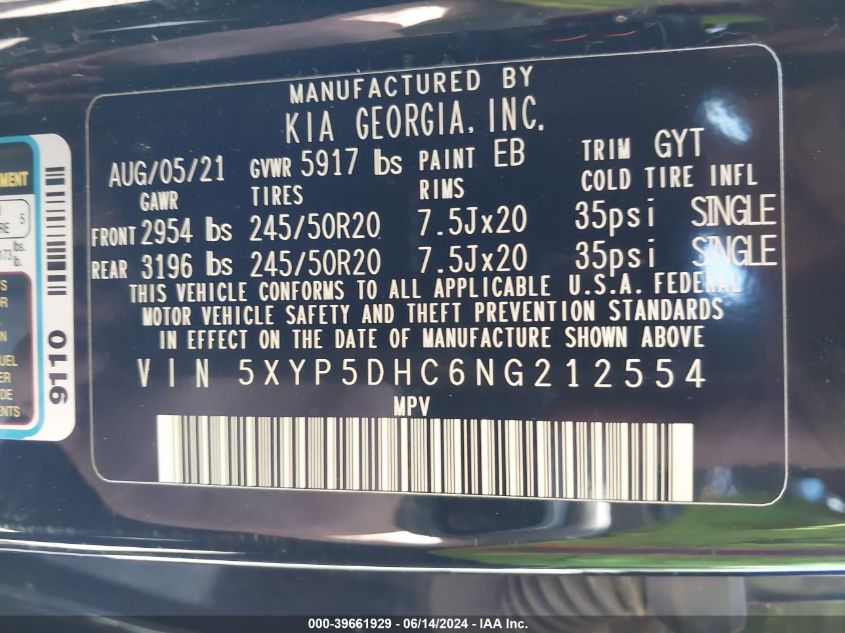 MANUFACTURED BY
KIA GEORGIA, INC.
AUG/05/21 GVWR 5917 lbs PAINT EB TRIM GYT
GAWR TIRES RIMS COLD TIRE INFL
FRONT 2954 lbs 245/50R20 7.5Jx20 35psi SINGLE
REAR 3196 lbs 245/50R20 7.5Jx20 35psi SINGLE
THIS VEHICLE CONFORMS TO ALL APPLICABLE U.S.A. FEDERAL
MOTOR VEHICLE SAFETY AND THEFT PREVENTION STANDARDS
IN EFFECT ON THE DATE OF MANUFACTURE SHOWN ABOVE
VIN 5XYP5DHC6NG212554
MPV
9110
5
000-39661929 - 06/14/2024 - IAA Inc.